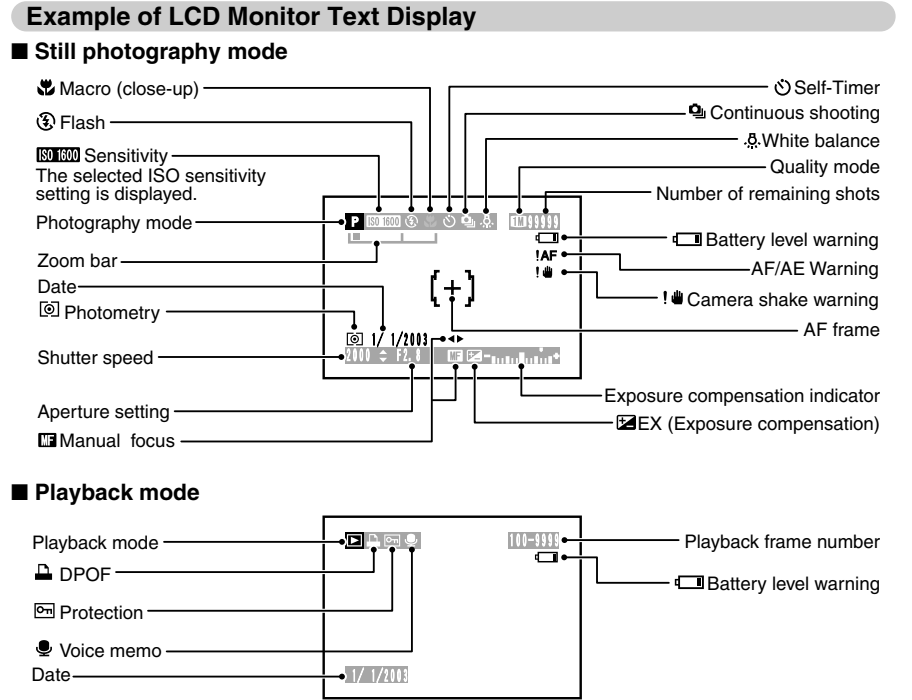 Example of LCD Monitor Text Display
■ Still photography mode
Macro (close-up)
Flash
ISO 1600 Sensitivity
The selected ISO sensitivity
setting is displayed.
Photography mode
Zoom bar
Date
Photometry
Shutter speed
Aperture setting
MF Manual focus
P ISO 1600 1M 99999
!AF
!
[+]
1/ 1/2003
2000 F2.8 MF
Self-Timer
Continuous shooting
White balance
Quality mode
Number of remaining shots
Battery level warning
AF/AE Warning
! Camera shake warning
AF frame
Exposure compensation indicator
EX (Exposure compensation)
■ Playback mode
Playback mode
DPOF
Protection
Voice memo
Date
100-9999
1/ 1/2003
Playback frame number
Battery level warning